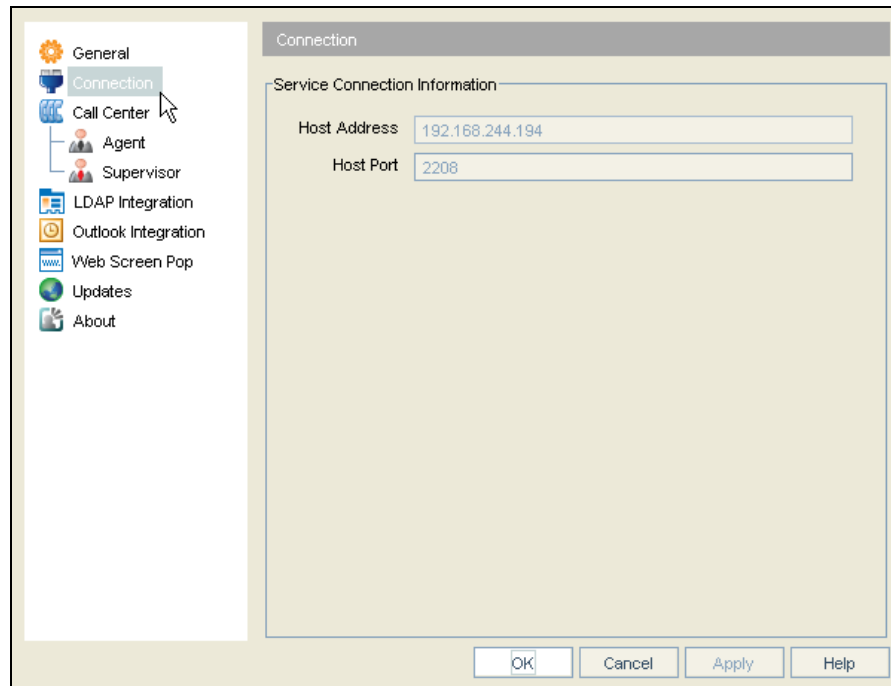 General
Connection
Call Center
Agent
Supervisor
LDAP Integration
www.
Outlook Integration
Web Screen Pop
Updates
About
Connection
Service Connection Information
Host Address 192.168.244.194
Host Port 2208
OK Cancel Apply Help